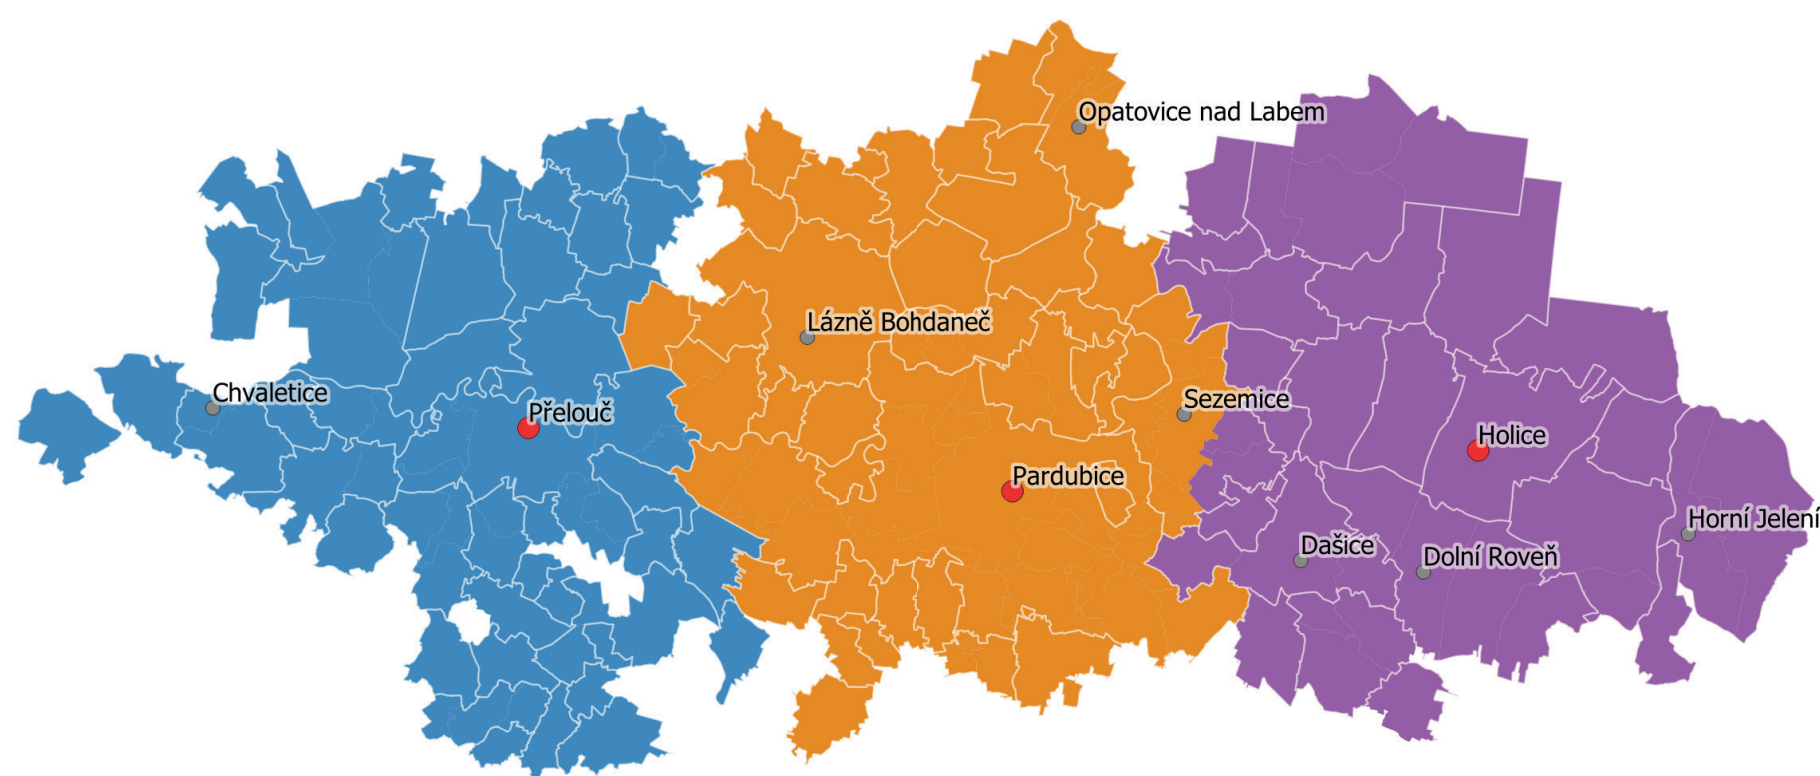 Opatovice nad Labem
Lázně Bohdaneč
Chvaletice
Přelouč
Sezemice
Holice
Pardubice
Horní Jelení
Dašice
Dolní Roveň